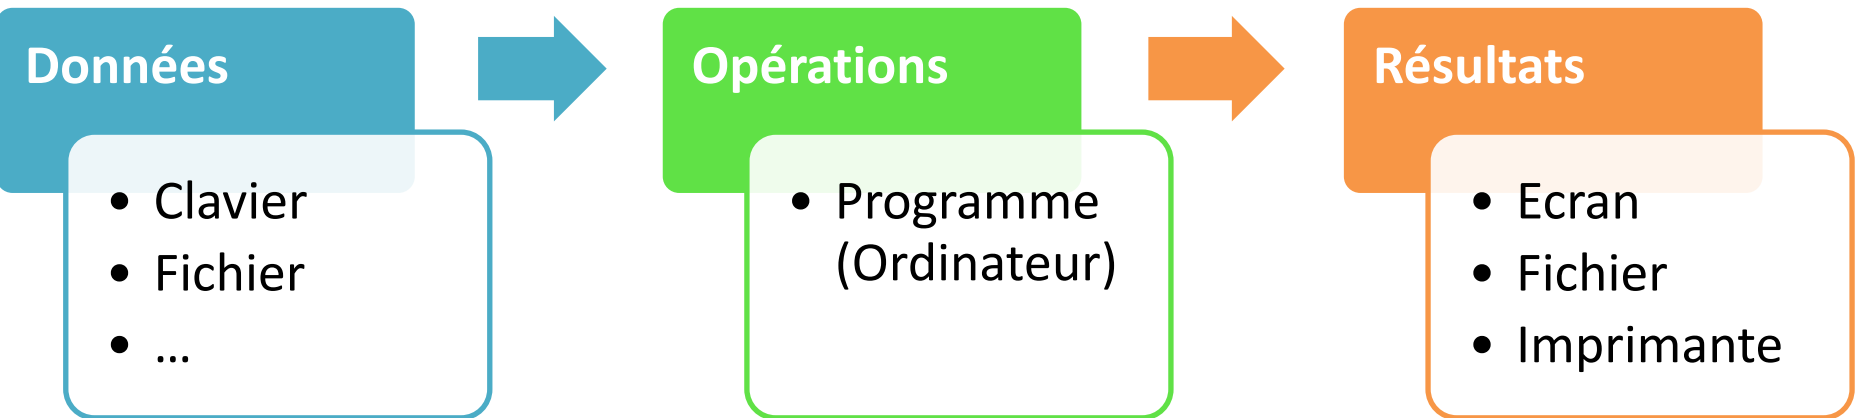 Données
• Clavier
• Fichier
• ...
Opérations
• Programme
(Ordinateur)
Résultats
• Ecran
• Fichier
• Imprimante